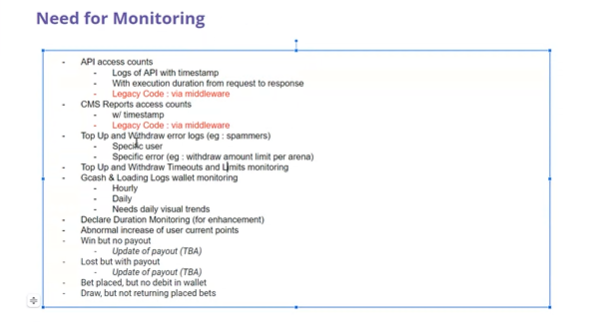 Need for Monitoring
- API access counts
- Logs of API with timestamp
- With execution duration from request to response
- Legacy Code : via middleware
- CMS Reports access counts
- w/ timestamp
- Legacy Code : via middleware
- Top Up and Withdraw error logs (eg : spammers)
- Specific user
- Specific error (eg : withdraw amount limit per arena)
- Top Up and Withdraw Timeouts and Limits monitoring
- Gcash & Loading Logs wallet monitoring
- Hourly
- Daily
- Needs daily visual trends
- Declare Duration Monitoring (for enhancement)
- Abnormal increase of user current points
- Win but no payout
- Update of payout (TBA)
- Lost but with payout
- Update of payout (TBA)
- Bet placed, but no debit in wallet
- Draw, but not returning placed bets